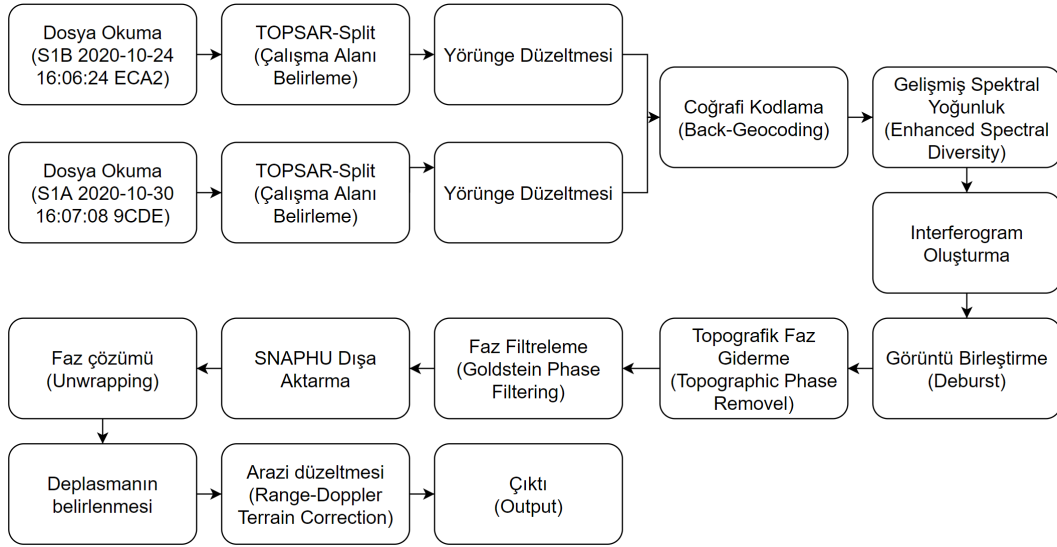 Dosya Okuma
(S1B 2020-10-24
16:06:24 ECA2)
TOPSAR-Split
(Çalışma Alanı
Belirleme)
Yörünge Düzeltmesi
Dosya Okuma
(S1A 2020-10-30
16:07:08 9CDE)
TOPSAR-Split
(Çalışma Alanı
Belirleme)
Yörünge Düzeltmesi
Coğrafi Kodlama
(Back-Geocoding)
Gelişmiş Spektral
Yoğunluk
(Enhanced Spectral
Diversity)
Interferogram
Oluşturma
Görüntü Birleştirme
(Deburst)
Topografik Faz
Giderme
(Topographic Phase
Removel)
Faz Filtreleme
(Goldstein Phase
Filtering)
SNAPHU Dışa
Aktarma
Faz çözümü
(Unwrapping)
Deplasmanın
belirlenmesi
Arazi düzeltmesi
(Range-Doppler
Terrain Correction)
Çıktı
(Output)